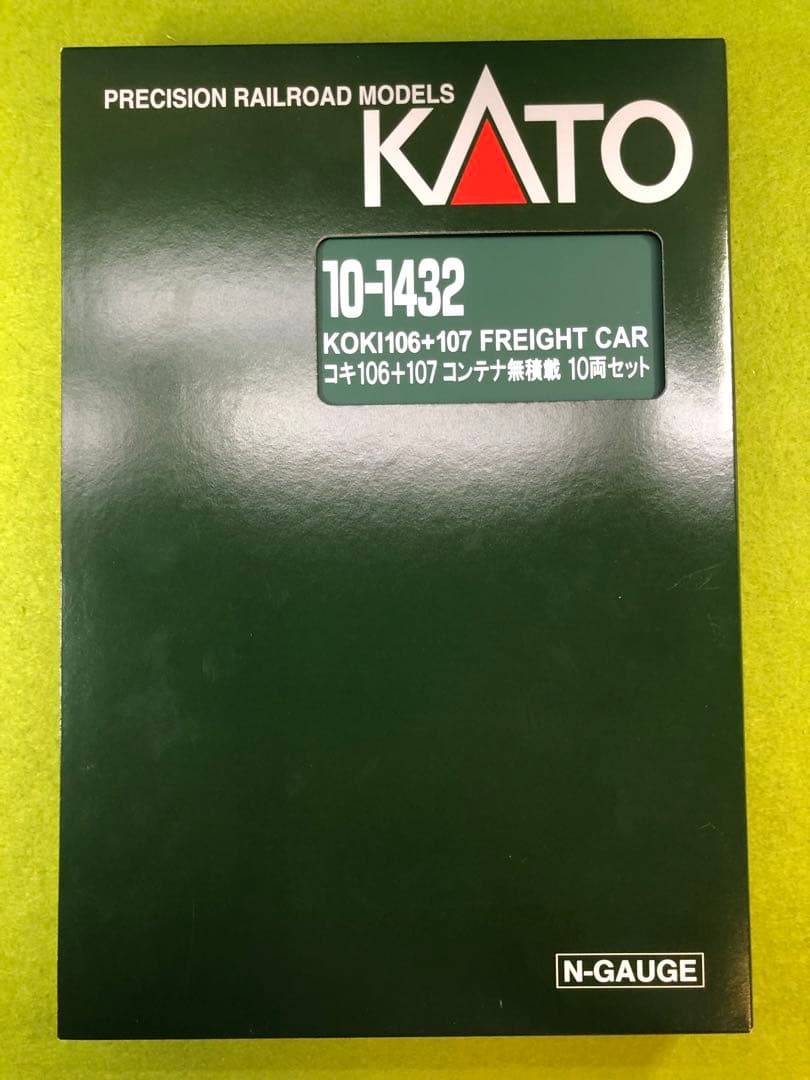 PRECISION RAILROAD MODELS
KATO
10-1432
KOKI106+107 FREIGHT CAR
コキ106+107 コンテナ無積載 10両セット
N-GAUGE